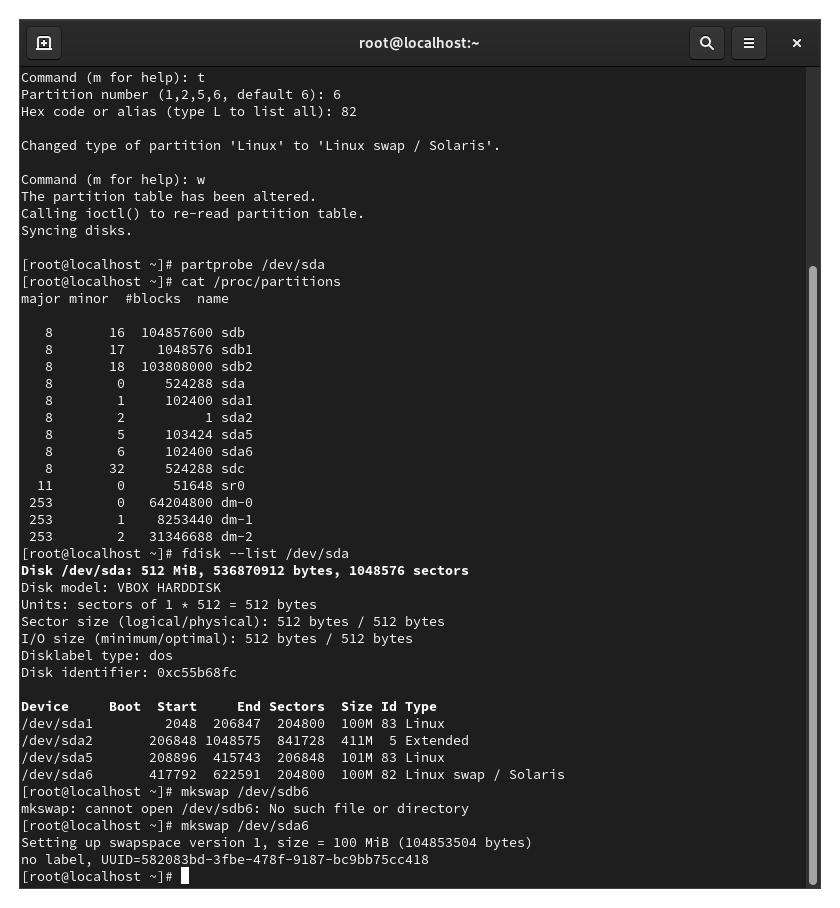 root@localhost:~
Command (m for help): t
Partition number (1,2,5,6, default 6): 6
Hex code or alias (type L to list all): 82
Changed type of partition 'Linux' to 'Linux swap / Solaris'.
Command (m for help): w
The partition table has been altered.
Calling ioctl() to re-read partition table.
Syncing disks.
[root@localhost ~]# partprobe /dev/sda
[root@localhost ~]# cat /proc/partitions
major minor  #blocks  name
   8       16  104857600 sdb
   8       17    1048576 sdb1
   8       18  103808000 sdb2
   8        0     524288 sda
   8        1     102400 sda1
   8        2          1 sda2
   8        5     103424 sda5
   8        6     102400 sda6
   8       32     524288 sdc
  11        0      51648 sr0
 253        0   64204800 dm-0
 253        1    8253440 dm-1
 253        2   31346688 dm-2
[root@localhost ~]# fdisk --list /dev/sda
Disk /dev/sda: 512 MiB, 536870912 bytes, 1048576 sectors
Disk model: VBOX HARDDISK
Units: sectors of 1 * 512 = 512 bytes
Sector size (logical/physical): 512 bytes / 512 bytes
I/O size (minimum/optimal): 512 bytes / 512 bytes
Disklabel type: dos
Disk identifier: 0xc55b68fc
Device     Boot  Start     End Sectors  Size Id Type
/dev/sda1         2048  206847  204800  100M 83 Linux
/dev/sda2       206848 1048575  841728  411M  5 Extended
/dev/sda5       208896  415743  206848  101M 83 Linux
/dev/sda6       417792  622591  204800  100M 82 Linux swap / Solaris
[root@localhost ~]# mkswap /dev/sdb6
mkswap: cannot open /dev/sdb6: No such file or directory
[root@localhost ~]# mkswap /dev/sda6
Setting up swapspace version 1, size = 100 MiB (104853504 bytes)
no label, UUID=582083bd-3fbe-478f-9187-bc9bb75cc418
[root@localhost ~]#